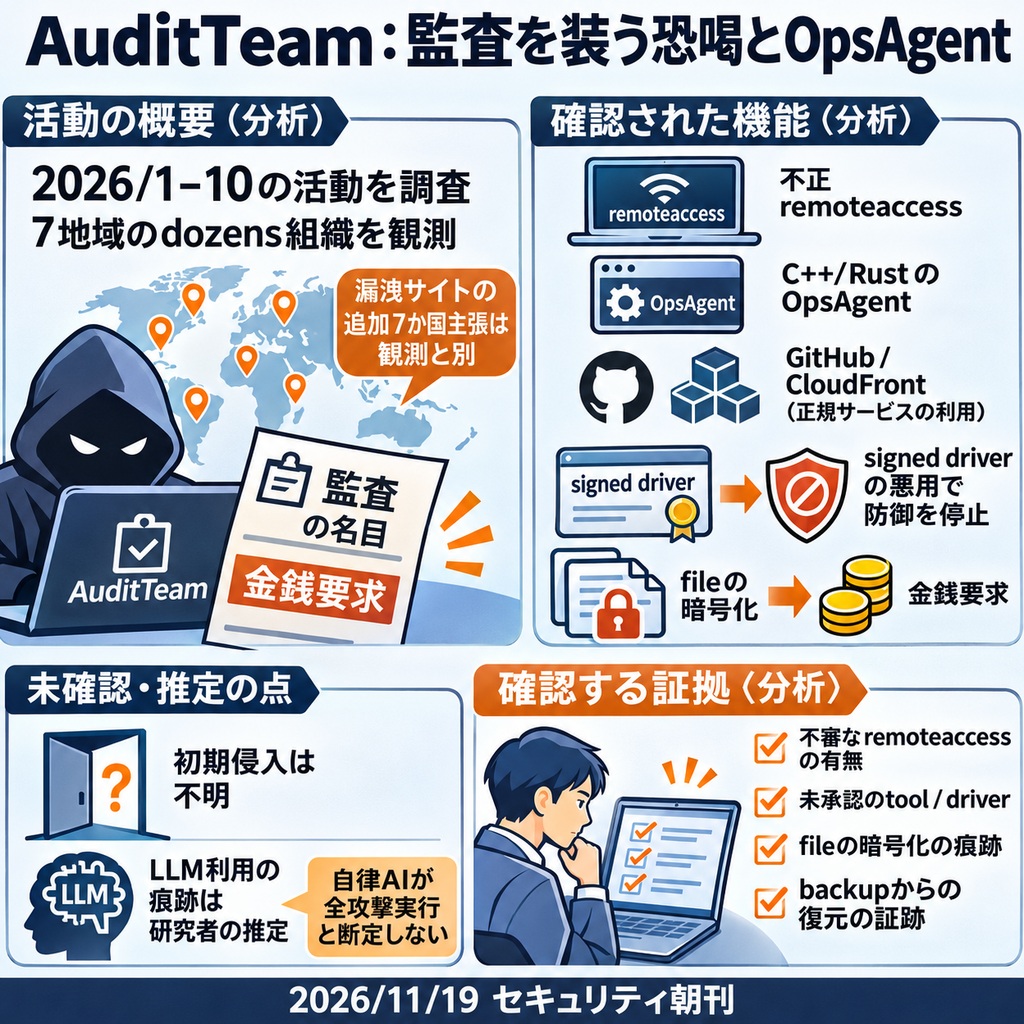 AuditTeam：監査を装う恐喝とOpsAgent
活動の概要（分析）
2026/1–10の活動を調査
7地域のdozens組織を観測
漏洩サイトの
追加7か国主張は
観測と別
AuditTeam
監査
の名目
金銭要求
確認された機能（分析）
remoteaccess
不正
remoteaccess
OpsAgent
C++/Rustの
OpsAgent
GitHub /
CloudFront
（正規サービスの利用）
signed driver
signed driver
の悪用で
防御を停止
fileの
暗号化
金銭要求
未確認・推定の点
?
初期侵入は
不明
LLM
LLM利用の
痕跡は
研究者の推定
自律AIが
全攻撃実行
と断定しない
確認する証拠（分析）
不審なremoteaccess
の有無
未承認のtool / driver
fileの暗号化の痕跡
backupからの
復元の証跡
2026/11/19 セキュリティ朝刊